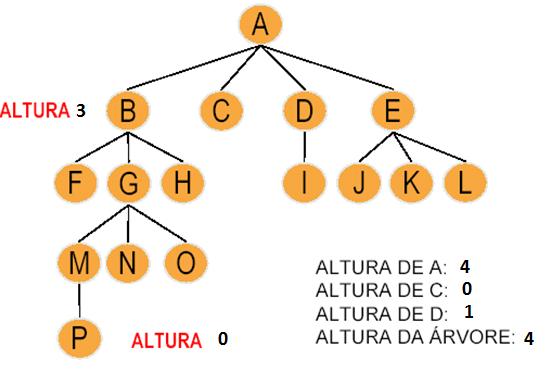 A
ALTURA 3
B
C
D
E
F
G
H
I
J
K
L
M
N
O
ALTURA DE A: 4
ALTURA DE C: 0
ALTURA DE D: 1
ALTURA DA ÁRVORE: 4
P
ALTURA 0